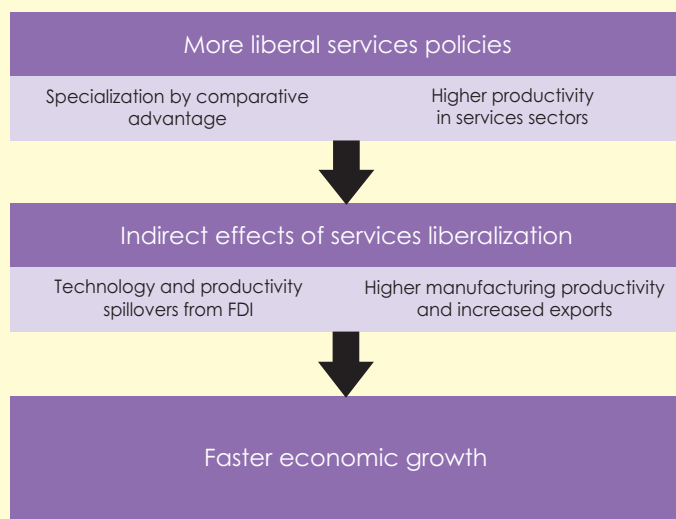 More liberal services policies
Specialization by comparative
advantage
Higher productivity
in services sectors
Indirect effects of services liberalization
Technology and productivity
spillovers from FDI
Higher manufacturing productivity
and increased exports
Faster economic growth